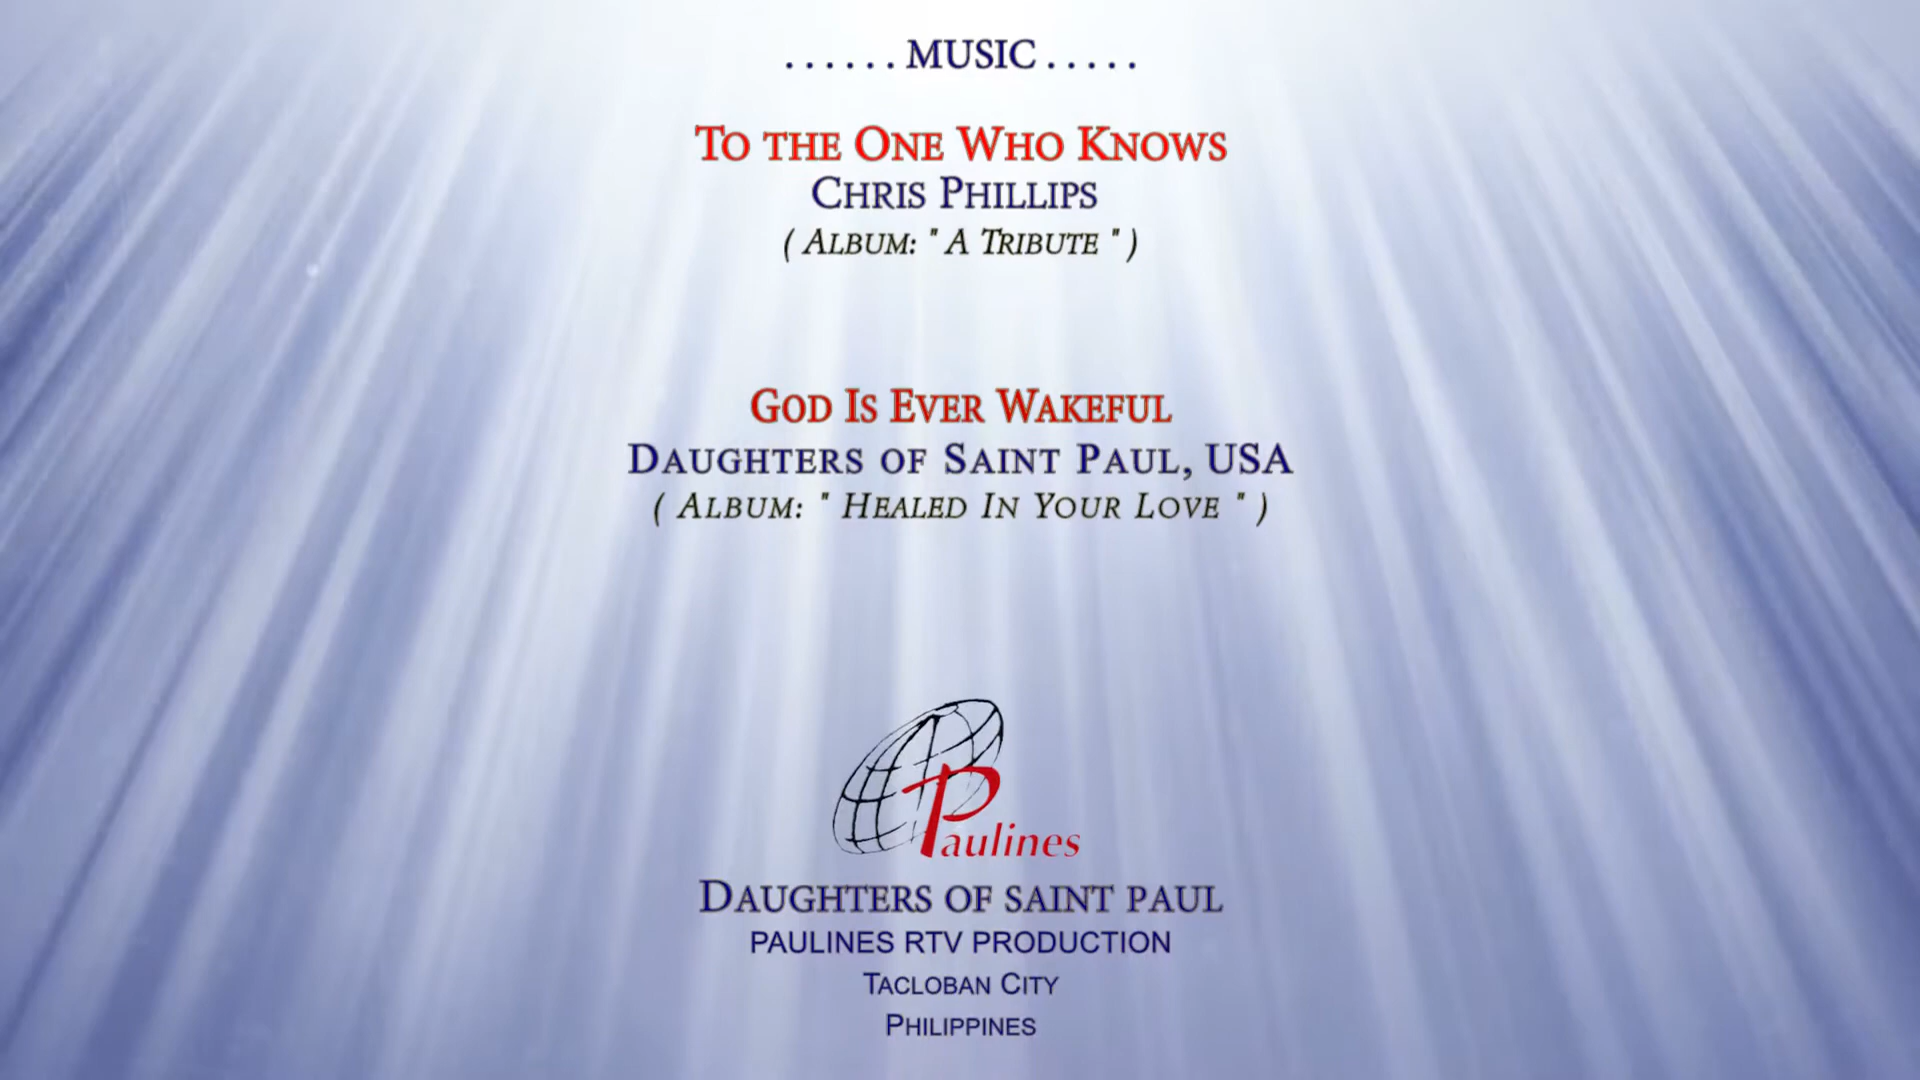 . . . . . . MUSIC . . . . .
TO THE ONE WHO KNOWS
CHRIS PHILLIPS
( ALBUM: " A TRIBUTE " )
GOD IS EVER WAKEFUL
DAUGHTERS OF SAINT PAUL, USA
( ALBUM: " HEALED IN YOUR LOVE " )
Paulines
DAUGHTERS OF SAINT PAUL
PAULINES RTV PRODUCTION
TACLOBAN CITY
PHILIPPINES